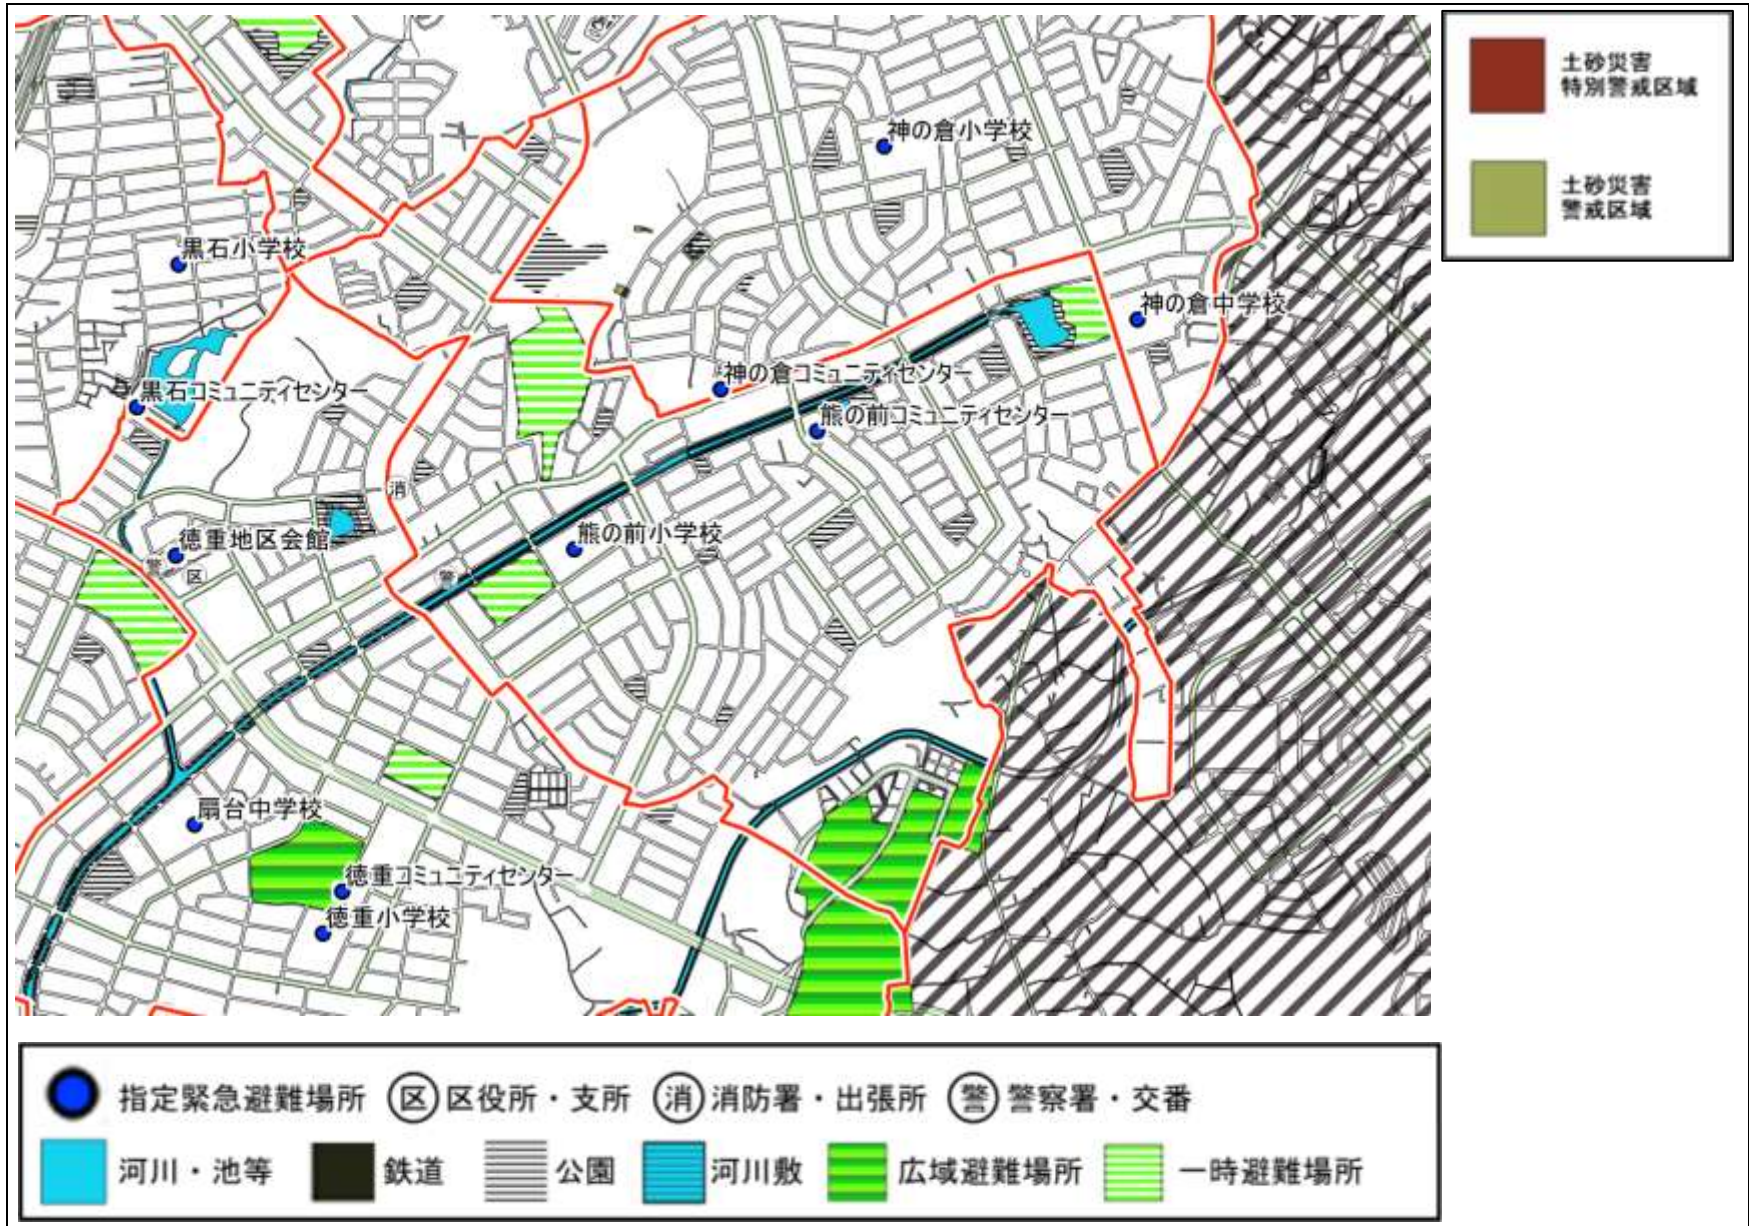 土砂災害
特別警戒区域
土砂災害
警戒区域
神の倉小学校
黒石小学校
神の倉中学校
神の倉コミュニティセンター
黒石コミュニティセンター
熊の前コミュニティセンター
消
熊の前小学校
徳重地区会館
警
区
警
扇台中学校
徳重コミュニティセンター
徳重小学校
指定緊急避難場所
区 区役所・支所
消 消防署・出張所
警 警察署・交番
河川・池等
鉄道
公園
河川敷
広域避難場所
一時避難場所